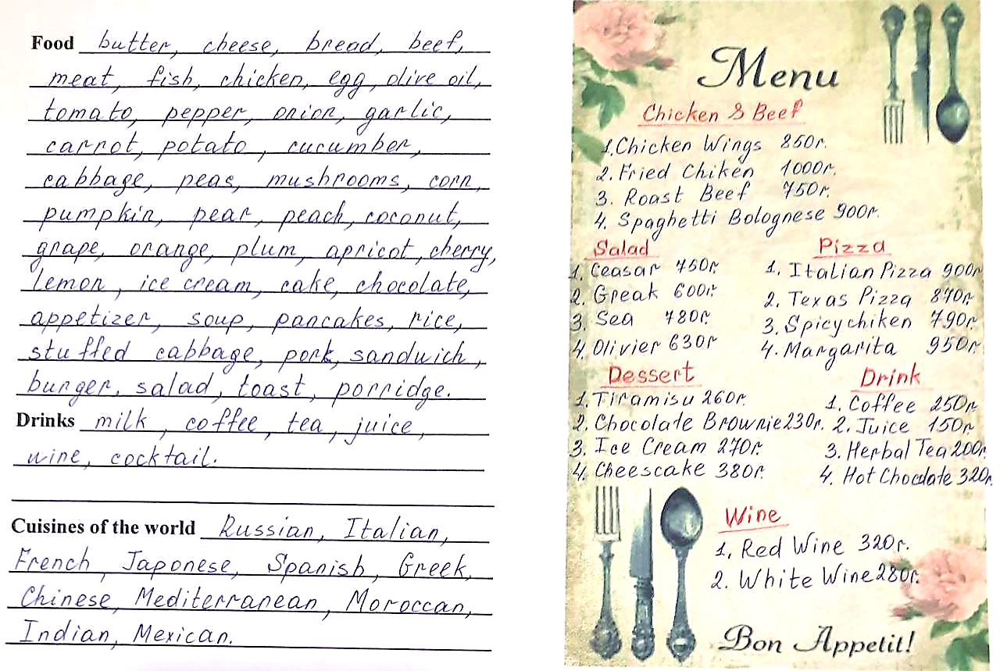 Food butter, cheese, bread, beef,
meat, fish, chicken, egg, olive oil,
tomato, pepper, onion, garlic,
carrot, potato, cucumber,
cabbage, peas, mushrooms, corn,
pumpkin, pear, peach, coconut,
grape, orange, plum, apricot, cherry,
lemon, ice cream, cake, chocolate,
appetizer, soup, pancakes, rice,
stuffed cabbage, pork, sandwich,
burger, salad, toast, porridge.
Drinks milk, coffee, tea, juice,
wine, cocktail.
Cuisines of the world Russian, Italian,
French, Japonese, Spanish, Greek,
Chinese, Mediterranean, Moroccan,
Indian, Mexican.
Menu
Chicken & Beef
1. Chicken Wings 850r.
2. Fried Chiken 1000r.
3. Roast Beef 750r.
4. Spaghetti Bolognese 900r.
Salad
1. Ceasar 750r.
2. Greak 600r.
3. Sea 780r.
4. Olivier 630r
Pizza
1. Italian Pizza 900r
2. Texas Pizza 870r
3. Spicy chiken 790r.
4. Margarita 950r.
Dessert
1. Tiramisu 260r.
2. Chocolate Brownie 230r.
3. Ice Cream 270r.
4. Cheescake 380r.
Drink
1. Coffee 250r
2. Juice 150r
3. Herbal Tea 200r.
4. Hot Chocolate 320r.
Wine
1. Red Wine 320r.
2. White Wine 280r.
Bon Appetit!